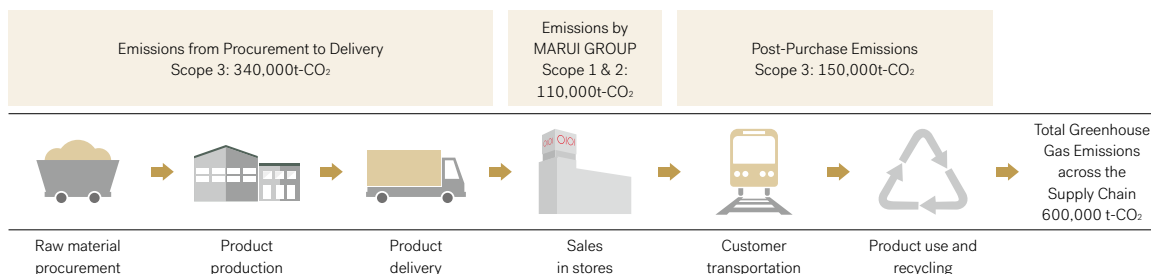 Emissions from Procurement to Delivery
Scope 3: 340,000t-CO₂
Emissions by
MARUI GROUP
Scope 1 & 2:
110,000t-CO₂
Post-Purchase Emissions
Scope 3: 150,000t-CO₂
OIOI OIOI
Total Greenhouse
Gas Emissions
across the
Supply Chain
600,000 t-CO₂
Raw material
procurement
Product
production
Product
delivery
Sales
in stores
Customer
transportation
Product use and
recycling